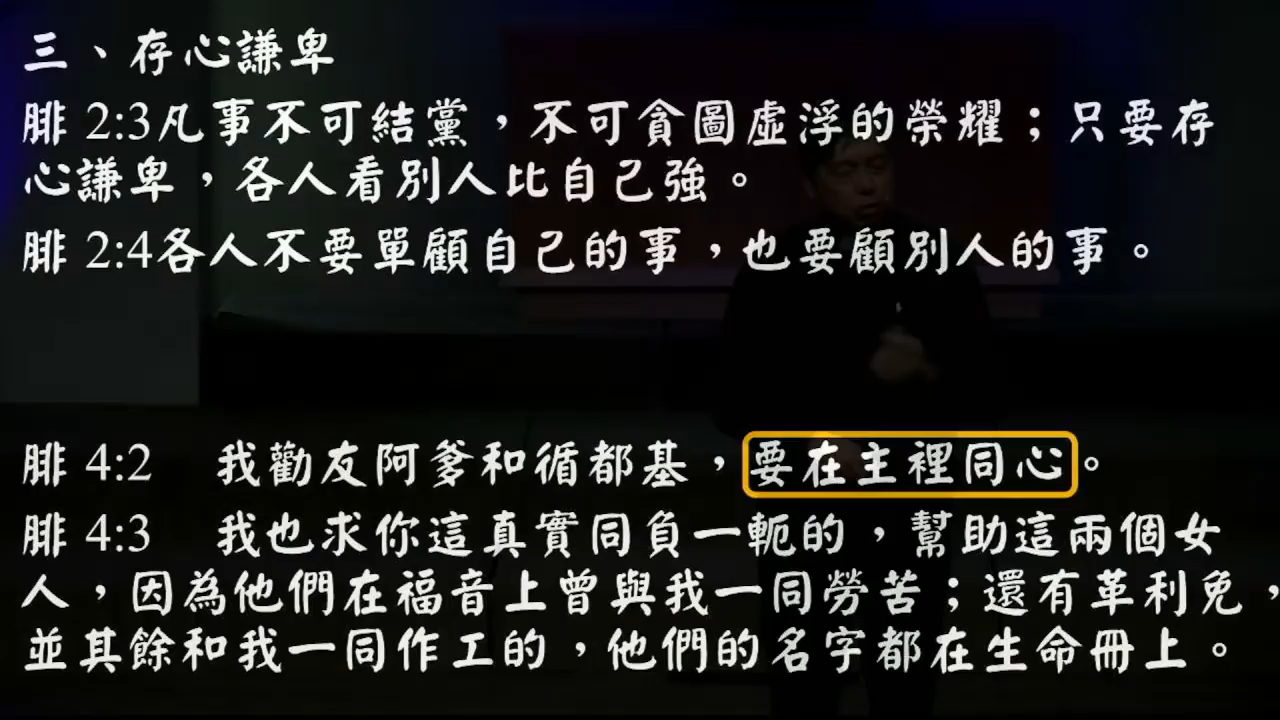 三、存心謙卑
腓 2:3凡事不可結黨，不可貪圖虛浮的榮耀；只要存
心謙卑，各人看別人比自己強。
腓 2:4各人不要單顧自己的事，也要顧別人的事。
腓 4:2 我勸友阿爹和循都基，要在主裡同心。
腓 4:3 我也求你這真實同負一軛的，幫助這兩個女
人，因為他們在福音上曾與我一同勞苦；還有革利免，
並其餘和我一同作工的，他們的名字都在生命冊上。